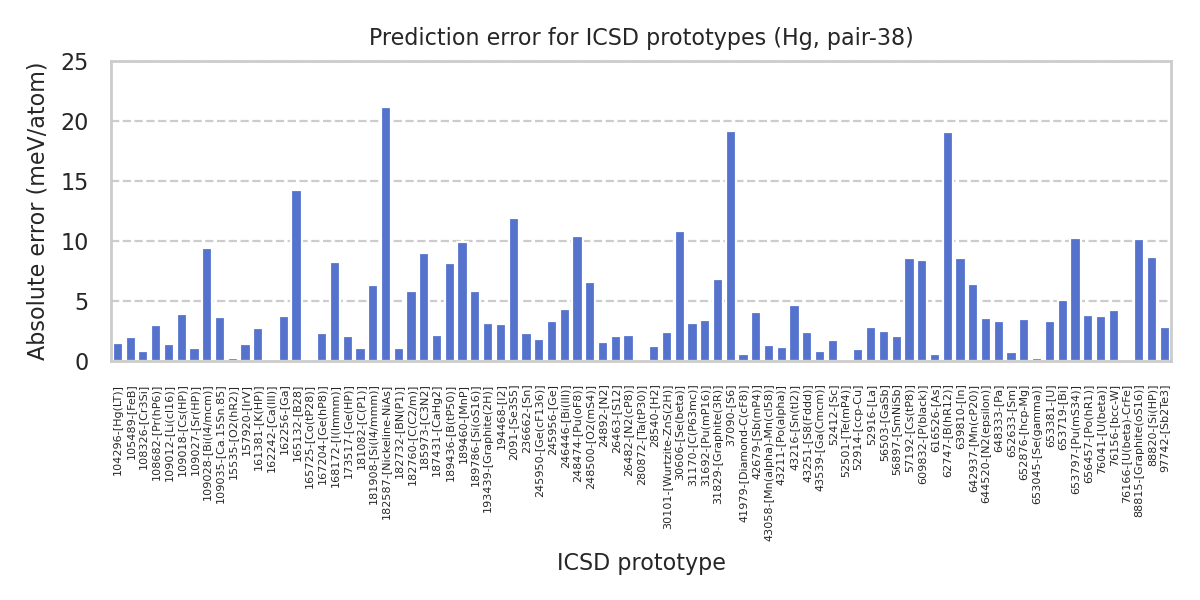 Prediction error for ICSD prototypes (Hg, pair-38)
Absolute error (meV/atom)
25
20
15
10
5
0
104296-[Hg(LT)]
105489-[FeB]
108326-[Cr3Si]
108682-[Pr(hP6)]
109012-[Li(cI16)]
109018-[Cs(HP)]
109027-[Sr(HP)]
109028-[Bi(I4/mcm)]
109035-[Ca.15Sn.85]
15535-[O2(hR2)]
157920-[IrV]
161381-[K(HP)]
162242-[Ca(III)]
162256-[Ga]
165132-[B28]
165725-[Co(tP28)]
167204-[Ge(hP8)]
168172-[I(Immm)]
173517-[Ge(HP)]
181082-[C(P1)]
181908-[Si(I4/mmm)]
182587-[Nickeline-NiAs]
182732-[BN(P1)]
182760-[C(C2/m)]
185973-[C3N2]
187431-[CaHg2]
189436-[B(tP50)]
189460-[MnP]
189786-[Si(oS16)]
193439-[Graphite(2H)]
194468-[I2]
2091-[Se3S5]
236662-[Sn]
245950-[Ge(cF136)]
245956-[Ge]
246446-[Bi(III)]
248474-[Pu(oF8)]
248500-[O2(mS4)]
24892-[N2]
26463-[S12]
26482-[N2(cP8)]
280872-[Ta(tP30)]
28540-[H2]
30101-[Wurtzite-ZnS(2H)]
30606-[Se(beta)]
31170-[C(P63mc)]
31692-[Pu(mP16)]
31829-[Graphite(3R)]
37090-[S6]
41979-[Diamond-C(cF8)]
42679-[Sb(mP4)]
43058-[Mn(alpha)-Mn(cI58)]
43211-[Po(alpha)]
43216-[Sn(tI2)]
43251-[S8(Fddd)]
43539-[Ga(Cmcm)]
52412-[Sc]
52501-[Te(mP4)]
52914-[ccp-Cu]
52916-[La]
56503-[GaSb]
56897-[SmNiSb]
57192-[Cs(tP8)]
609832-[P(black)]
616526-[As]
62747-[B(hR12)]
639810-[In]
642937-[Mn(cP20)]
644520-[N2(epsilon)]
648333-[Pa]
652633-[Sm]
652876-[hcp-Mg]
653045-[Se(gamma)]
653381-[U]
653719-[Bi]
653797-[Pu(mS34)]
656457-[Po(hR1)]
76041-[U(beta)]
76156-[bcc-W]
76166-[U(beta)-CrFe]
88815-[Graphite(oS16)]
88820-[Si(HP)]
97742-[Sb2Te3]
ICSD prototype